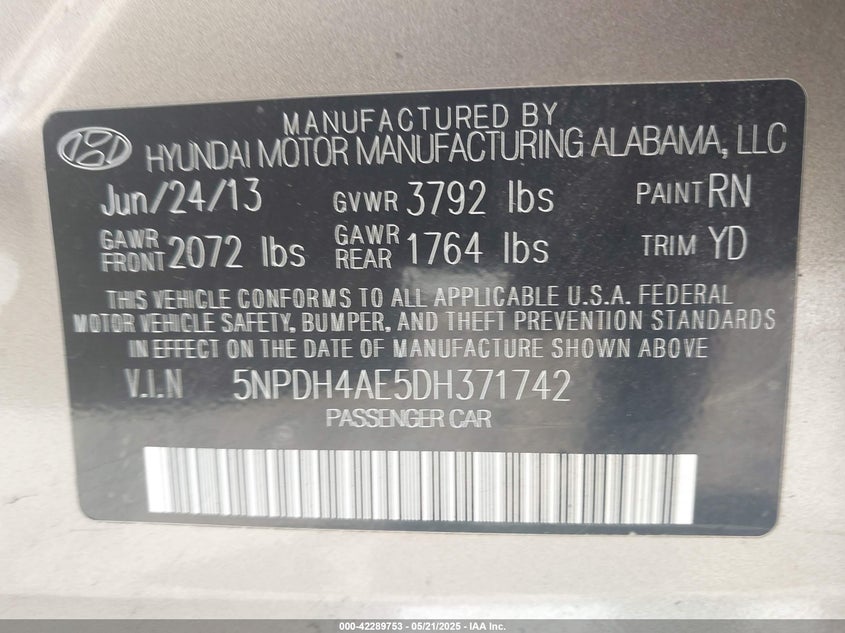 MANUFACTURED BY
HYUNDAI MOTOR MANUFACTURING ALABAMA, LLC
Jun/24/13 GVWR 3792 lbs PAINT RN
GAWR FRONT 2072 lbs GAWR REAR 1764 lbs TRIM YD
THIS VEHICLE CONFORMS TO ALL APPLICABLE U.S.A. FEDERAL
MOTOR VEHICLE SAFETY, BUMPER, AND THEFT PREVENTION STANDARDS
IN EFFECT ON THE DATE OF MANUFACTURE SHOWN ABOVE
V.I.N 5NPDH4AE5DH371742
PASSENGER CAR
000-42289753 - 05/21/2025 - IAA Inc.